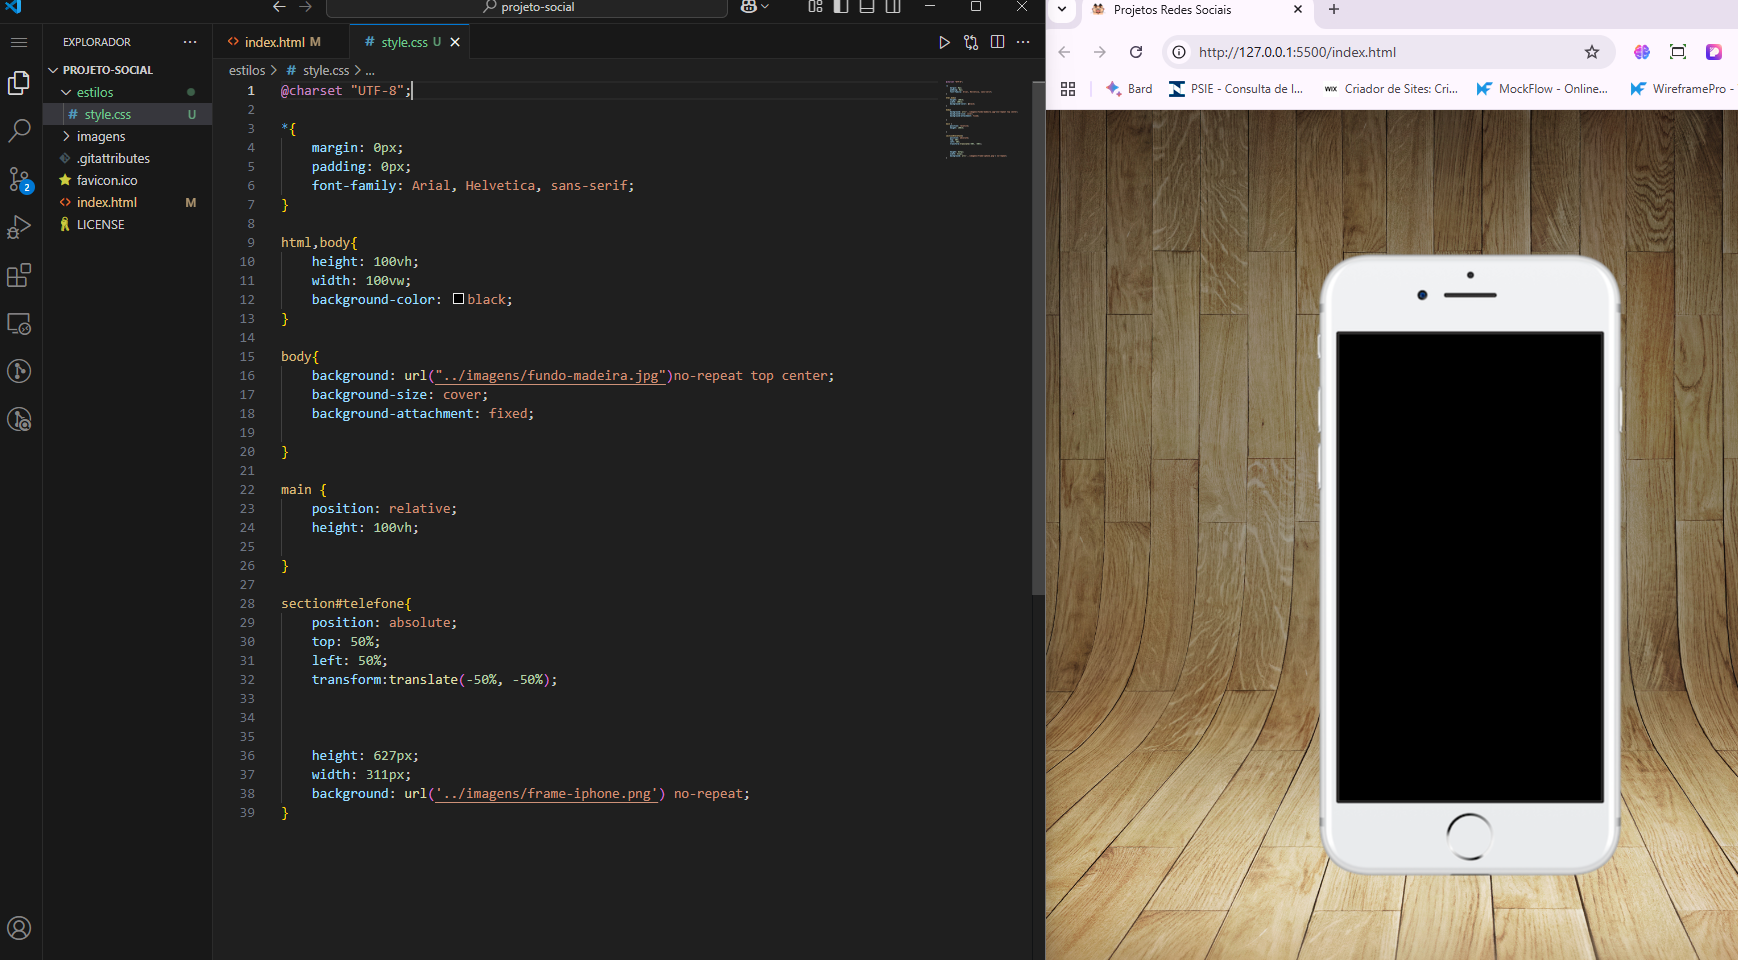 projeto-social
EXPLORADOR
PROJETO-SOCIAL
estilos
# style.css U
imagens
.gitattributes
favicon.ico
<> index.html M
LICENSE
2
<> index.html M
# style.css U
estilos > # style.css > ...
1 @charset "UTF-8";
2
3 *{
4 margin: 0px;
5 padding: 0px;
6 font-family: Arial, Helvetica, sans-serif;
7 }
8
9 html,body{
10 height: 100vh;
11 width: 100vw;
12 background-color: black;
13 }
14
15 body{
16 background: url("../imagens/fundo-madeira.jpg")no-repeat top center;
17 background-size: cover;
18 background-attachment: fixed;
19
20 }
21
22 main {
23 position: relative;
24 height: 100vh;
25
26 }
27
28 section#telefone{
29 position: absolute;
30 top: 50%;
31 left: 50%;
32 transform:translate(-50%, -50%);
33
34
35
36 height: 627px;
37 width: 311px;
38 background: url('../imagens/frame-iphone.png') no-repeat;
39 }
Projetos Redes Sociais
http://127.0.0.1:5500/index.html
Bard
PSIE - Consulta de I...
WIX Criador de Sites: Cri...
MockFlow - Online...
WireframePro -